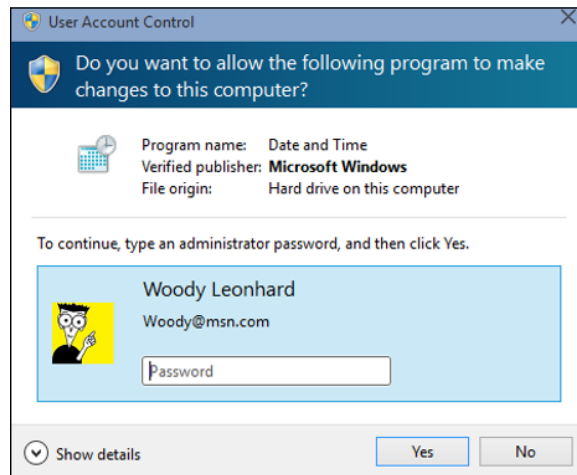 User Account Control
Do you want to allow the following program to make
changes to this computer?
Program name: Date and Time
Verified publisher: Microsoft Windows
File origin: Hard drive on this computer
To continue, type an administrator password, and then click Yes.
Woody Leonhard
Woody@msn.com
Password
Show details
Yes
No